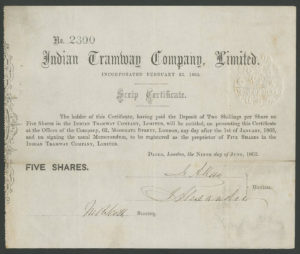 No. 2300
Indian Tramway Company, Limited.
INCORPORATED FEBRUARY 23, 1862.
Scrip Certificate.
The holder of this Certificate, having paid the Deposit of Two Shillings per Share on
Five Shares in the INDIAN TRAMWAY COMPANY, LIMITED, will be entitled, on presenting this Certificate
at the Offices of the Company, 62, MOORGATE STREET, LONDON, any day after the 1st of JANUARY, 1863,
and on signing the usual Memorandum, to be registered as the proprietor of FIVE SHARES in the
INDIAN TRAMWAY COMPANY, LIMITED.
DATED, London, the NINTH day of JUNE, 1862.
FIVE SHARES.
Directors.
Secretary.